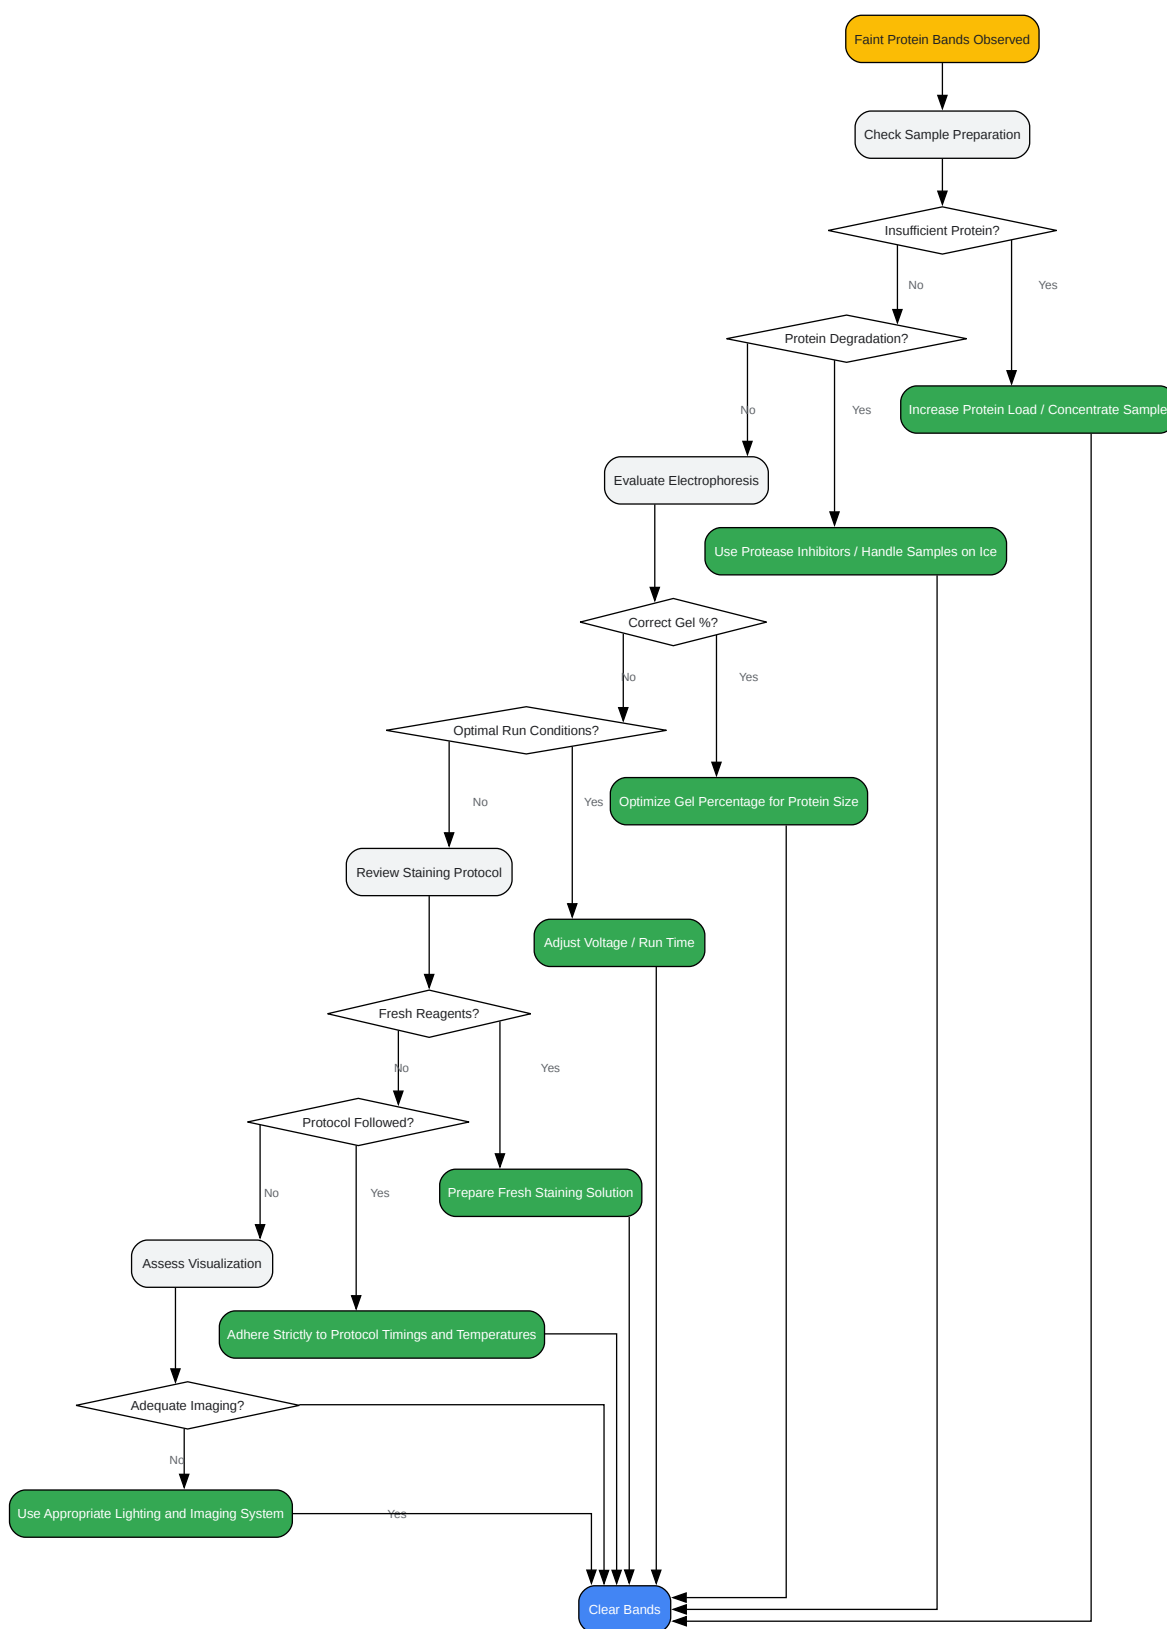 Faint Protein Bands Observed
Check Sample Preparation
Insufficient Protein?
No
Yes
Protein Degradation?
No
Yes
Increase Protein Load / Concentrate Sample
Evaluate Electrophoresis
Use Protease Inhibitors / Handle Samples on Ice
Correct Gel %?
No
Yes
Optimal Run Conditions?
No
Yes
Optimize Gel Percentage for Protein Size
Review Staining Protocol
Adjust Voltage / Run Time
Fresh Reagents?
No
Yes
Protocol Followed?
No
Yes
Prepare Fresh Staining Solution
Assess Visualization
Adhere Strictly to Protocol Timings and Temperatures
Adequate Imaging?
No
Use Appropriate Lighting and Imaging System
Yes
Clear Bands